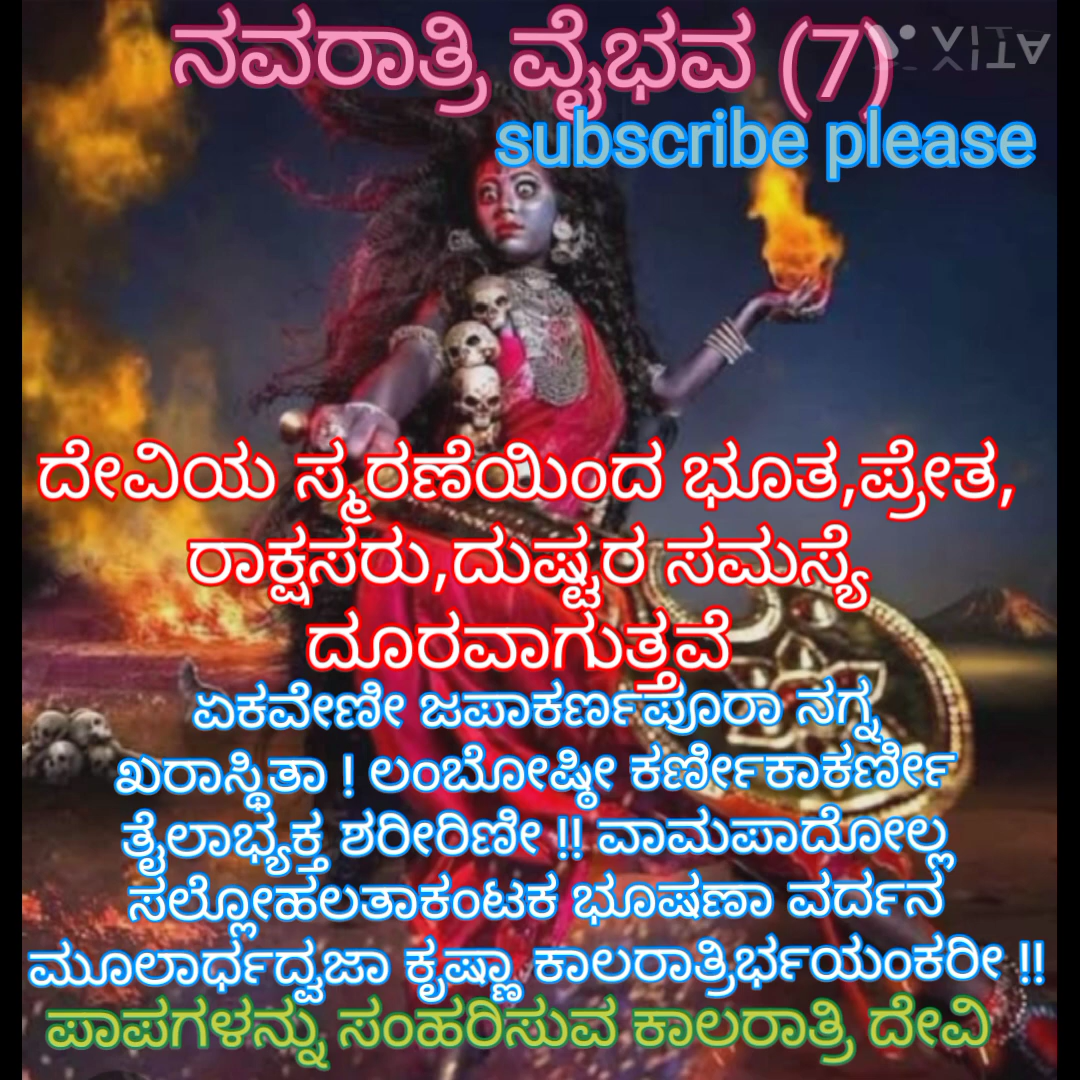 ನವರಾತ್ರಿ ವೈಭವ (7)
subscribe please
ದೇವಿಯ ಸ್ಮರಣೆಯಿಂದ ಭೂತ,ಪ್ರೇತ,
ರಾಕ್ಷಸರು,ದುಷ್ಟರ ಸಮಸ್ಯೆ
ದೂರವಾಗುತ್ತವೆ
ಏಕವೇಣೀ ಜಪಾಕರ್ಣಪೂರಾ ನಗ್ನ
ಖರಾಸ್ಥಿತಾ ! ಲಂಬೋಷ್ಠೀ ಕರ್ಣೀಕಾಕರ್ಣೀ
ತೈಲಾಭ್ಯಕ್ತ ಶರೀರಿಣೀ !! ವಾಮಪಾದೋಲ್ಲ
ಸಲ್ಲೋಹಲತಾಕಂಟಕ ಭೂಷಣಾ ವರ್ದನ
ಮೂಲಾರ್ಧದ್ವಜಾ ಕೃಷ್ಣಾ ಕಾಲರಾತ್ರಿರ್ಭಯಂಕರೀ !!
ಪಾಪಗಳನ್ನು ಸಂಹರಿಸುವ ಕಾಲರಾತ್ರಿ ದೇವಿ